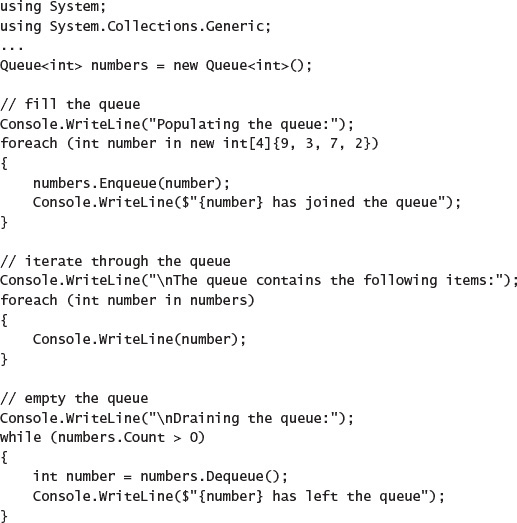 using System;
using System.Collections.Generic;
...
Queue<int> numbers = new Queue<int>();

// fill the queue
Console.WriteLine("Populating the queue:");
foreach (int number in new int[4]{9, 3, 7, 2})
{
    numbers.Enqueue(number);
    Console.WriteLine($"{number} has joined the queue");
}

// iterate through the queue
Console.WriteLine("\nThe queue contains the following items:");
foreach (int number in numbers)
{
    Console.WriteLine(number);
}

// empty the queue
Console.WriteLine("\nDraining the queue:");
while (numbers.Count > 0)
{
    int number = numbers.Dequeue();
    Console.WriteLine($"{number} has left the queue");
}